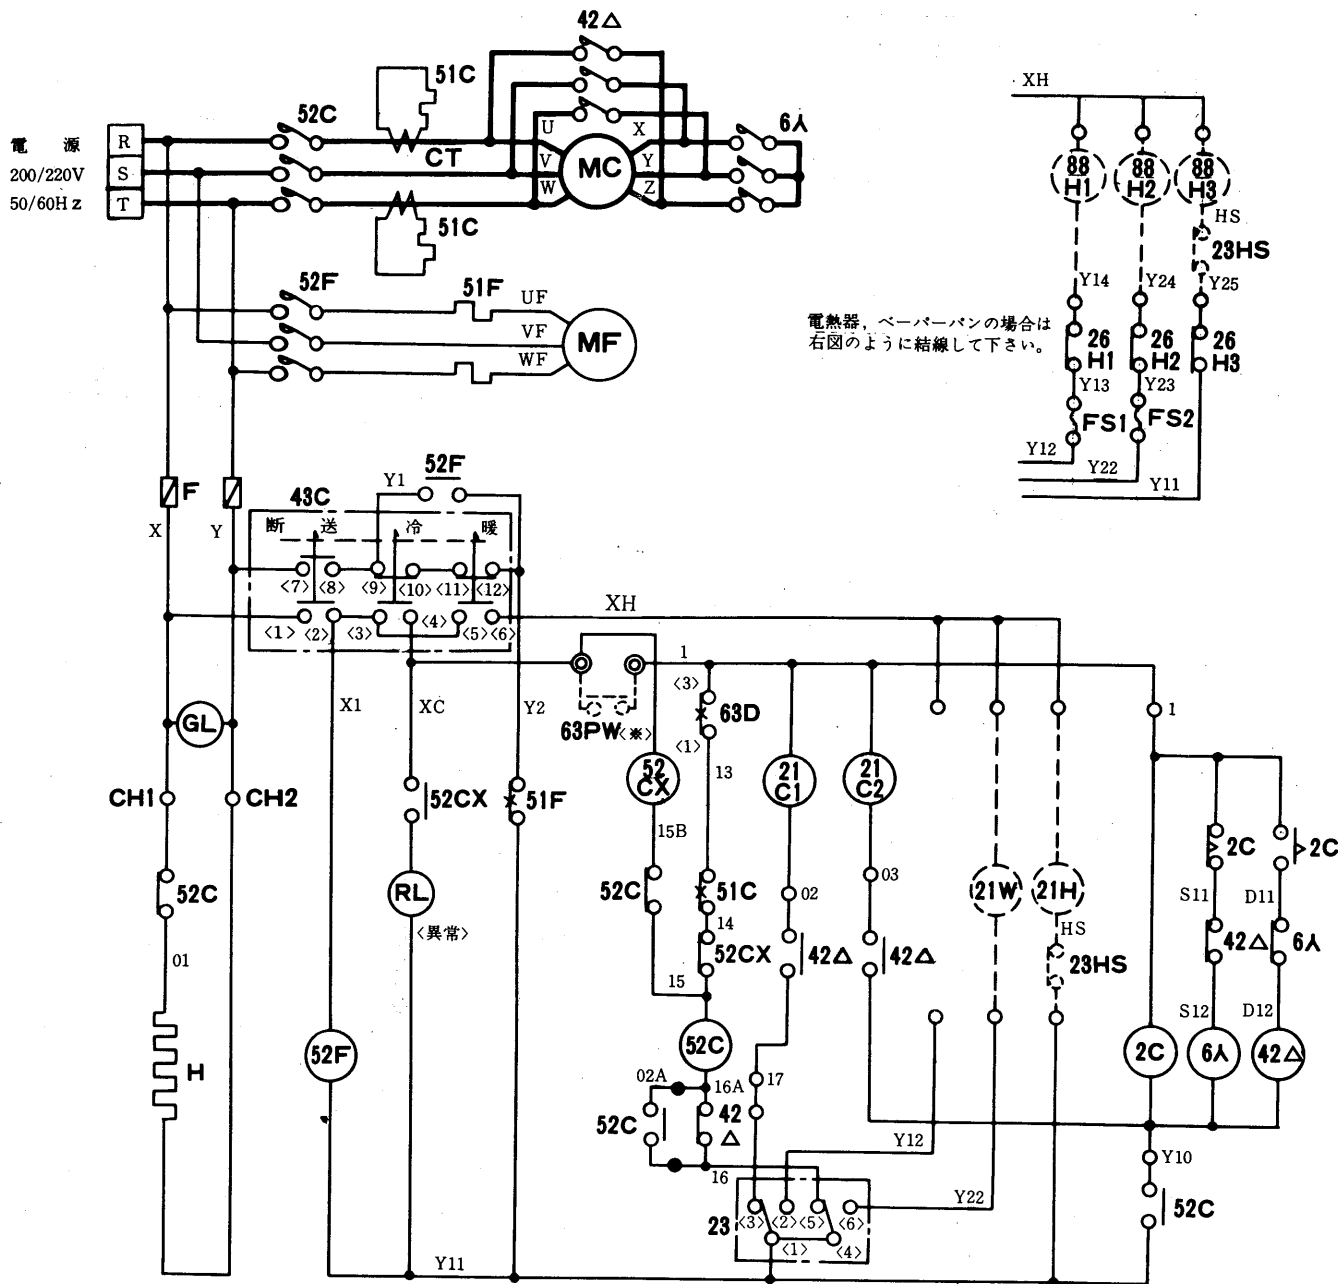 42△
51C
52C
CT
電源
200/220V
50/60Hz
R
S
T
U
V
W
MC
X
Y
Z
6人
51C
52F
51F
UF
VF
WF
MF
XH
88
H1
88
H2
88
H3
HS
23HS
Y14
Y24
Y25
電熱器，ペーパーパンの場合は
右図のように結線して下さい。
26
H1
26
H2
26
H3
Y13
Y23
FS1
FS2
Y12
Y22
Y11
F
X
Y
43C
Y1
52F
断 送 冷 暖
〈7〉
〈8〉
〈9〉
〈10〉
〈11〉
〈12〉
〈1〉
〈2〉
〈3〉
〈4〉
〈5〉
〈6〉
XH
GL
X1
XC
Y2
63PW〈※〉
1
〈3〉
63D
〈1〉
13
1
CH1
CH2
52CX
51F
52
CX
21
C1
21
C2
15B
52C
52C
51C
14
52CX
15
02
03
42△
42△
RL
〈異常〉
21W
21H
HS
23HS
2C
2C
S11
D11
42△
6人
S12
D12
01
H
52F
52C
2C
6人
42△
02A
16A
52C
42
△
17
16
Y12
Y22
Y10
52C
23
〈3〉
〈2〉
〈5〉
〈6〉
〈1〉
〈4〉
Y11